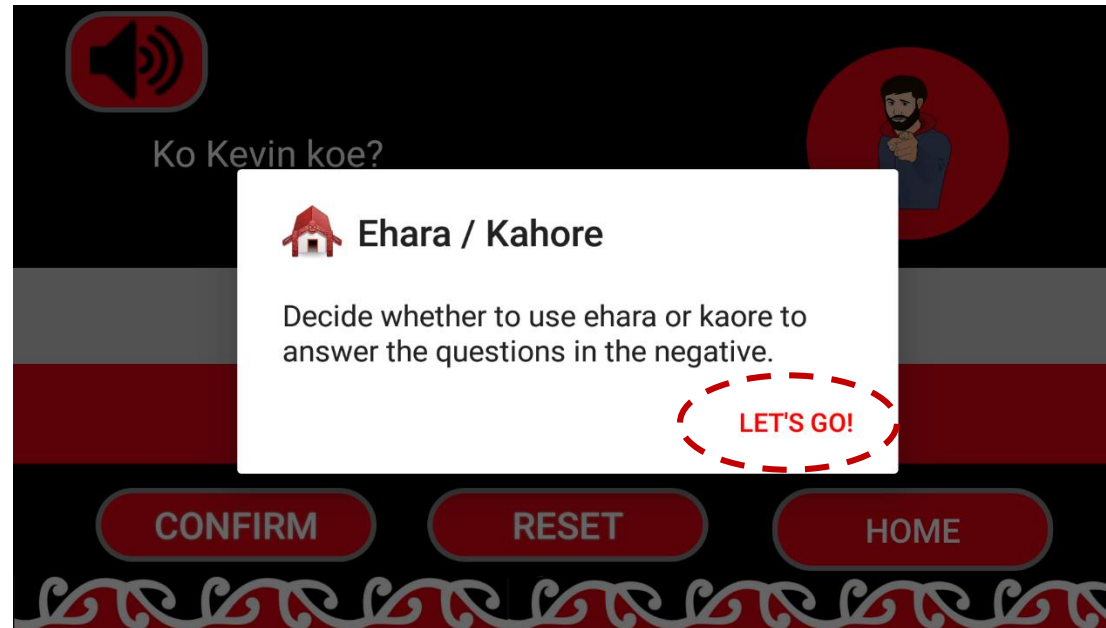 Ko Kevin koe?
Ehara / Kahore
Decide whether to use ehara or kaore to
answer the questions in the negative.
LET'S GO!
CONFIRM
RESET
HOME